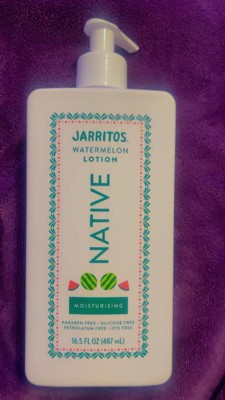 JARRITOS.
WATERMELON
LOTION
NATIVE
MOISTURIZING
PARABEN FREE • SILICONE FREE
PETROLATUM FREE • DYE FREE
16.5 FL OZ (487 mL)